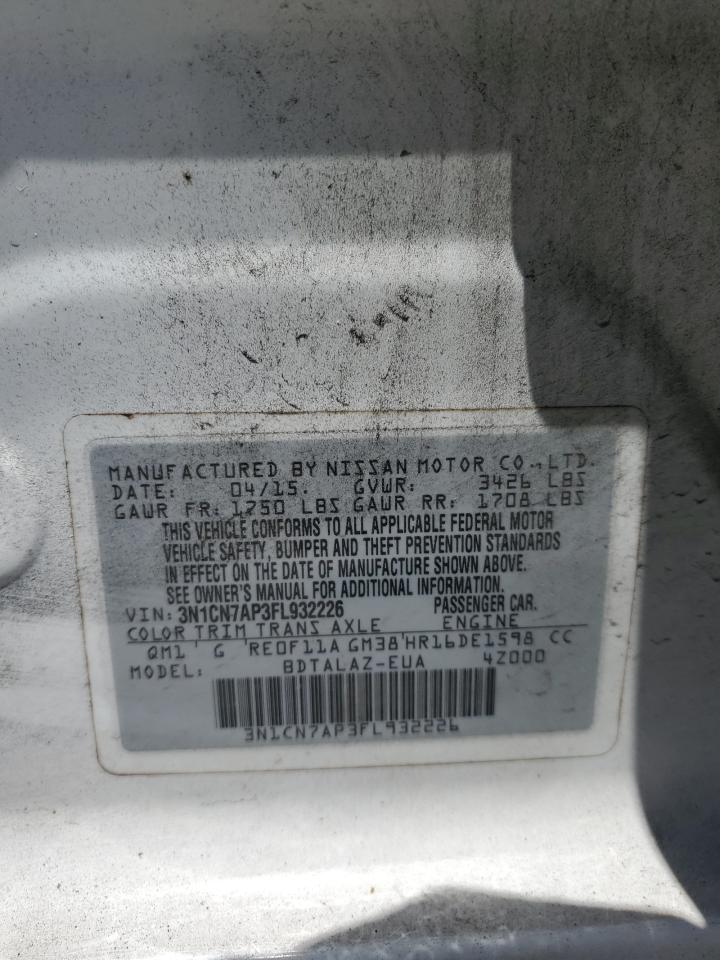 MANUFACTURED BY NISSAN MOTOR CO.,LTD.
DATE: 04/15. GVWR: 3426 LBS
GAWR FR: 1750 LBS GAWR RR: 1708 LBS
THIS VEHICLE CONFORMS TO ALL APPLICABLE FEDERAL MOTOR
VEHICLE SAFETY, BUMPER AND THEFT PREVENTION STANDARDS
IN EFFECT ON THE DATE OF MANUFACTURE SHOWN ABOVE.
SEE OWNER'S MANUAL FOR ADDITIONAL INFORMATION.
VIN: 3N1CN7AP3FL932226 PASSENGER CAR.
COLOR TRIM TRANS AXLE ENGINE
QM1 ' G 'RE0F11A GM38'HR16DE1598 CC
MODEL: BDTALAZ-EUA 4Z000
3N1CN7AP3FL932226